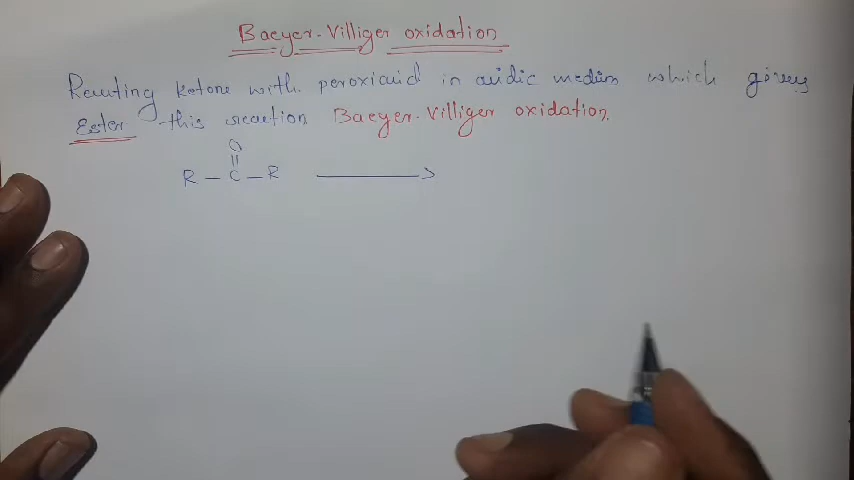 Baeyer-Villiger oxidation
Reacting ketone with peroxiacid in acidic medium which gives
Ester this reaction Baeyer-Villiger oxidation.
O
||
R — C — R ⟶